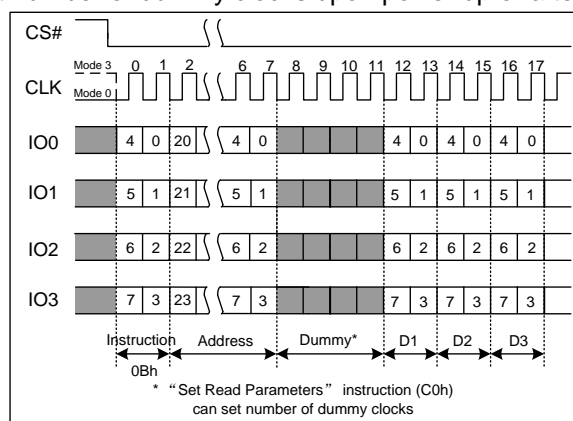 CS#
Mode 3 0 1 2 6 7 8 9 10 11 12 13 14 15 16 17
CLK
Mode 0
IO0 4 0 20 4 0 4 0 4 0 4 0
IO1 5 1 21 5 1 5 1 5 1 5 1
IO2 6 2 22 6 2 6 2 6 2 6 2
IO3 7 3 23 7 3 7 3 7 3 7 3
Instruction Address Dummy* D1 D2 D3
0Bh
* “Set Read Parameters” instruction (C0h)
can set number of dummy clocks